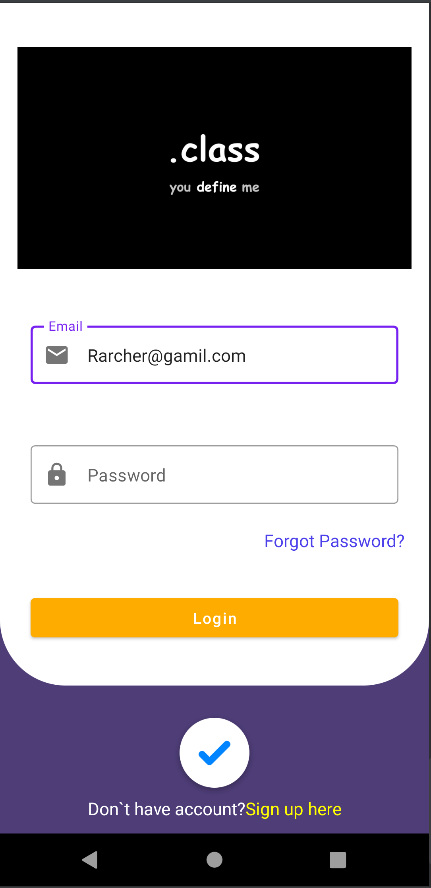 .class
you define me
Email
Rarcher@gamil.com
Password
Forgot Password?
Login
Don`t have account?Sign up here